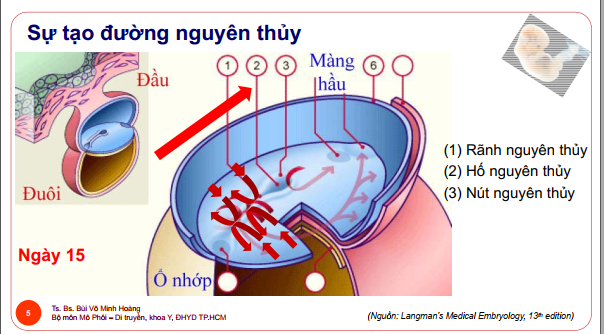 Sự tạo đường nguyên thủy
Đầu
Đuôi
1
2
3
Màng
hầu
6
(1) Rãnh nguyên thủy
(2) Hố nguyên thủy
(3) Nút nguyên thủy
Ngày 15
Ổ nhớp
5
Ts. Bs. Bùi Võ Minh Hoàng
Bộ môn Mô Phôi – Di truyền, khoa Y, ĐHYD TP.HCM
(Nguồn: Langman's Medical Embryology, 13th edition)